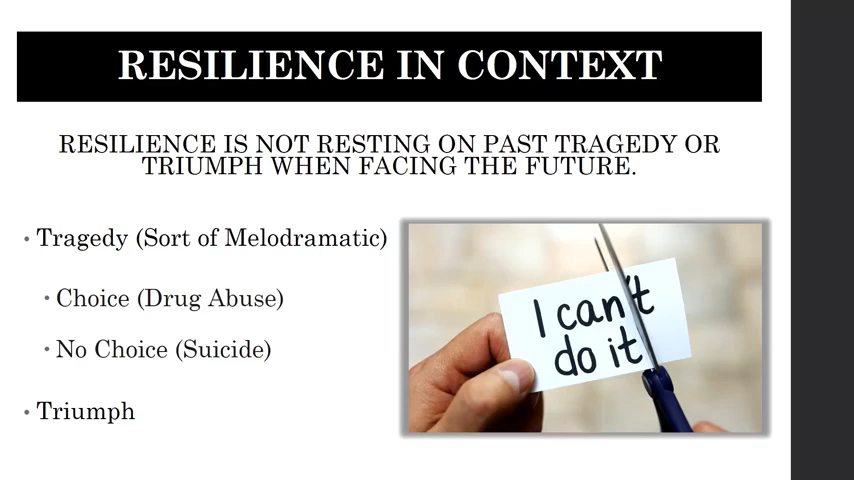 RESILIENCE IN CONTEXT
RESILIENCE IS NOT RESTING ON PAST TRAGEDY OR
TRIUMPH WHEN FACING THE FUTURE.
• Tragedy (Sort of Melodramatic)
• Choice (Drug Abuse)
• No Choice (Suicide)
• Triumph
I can't
do it